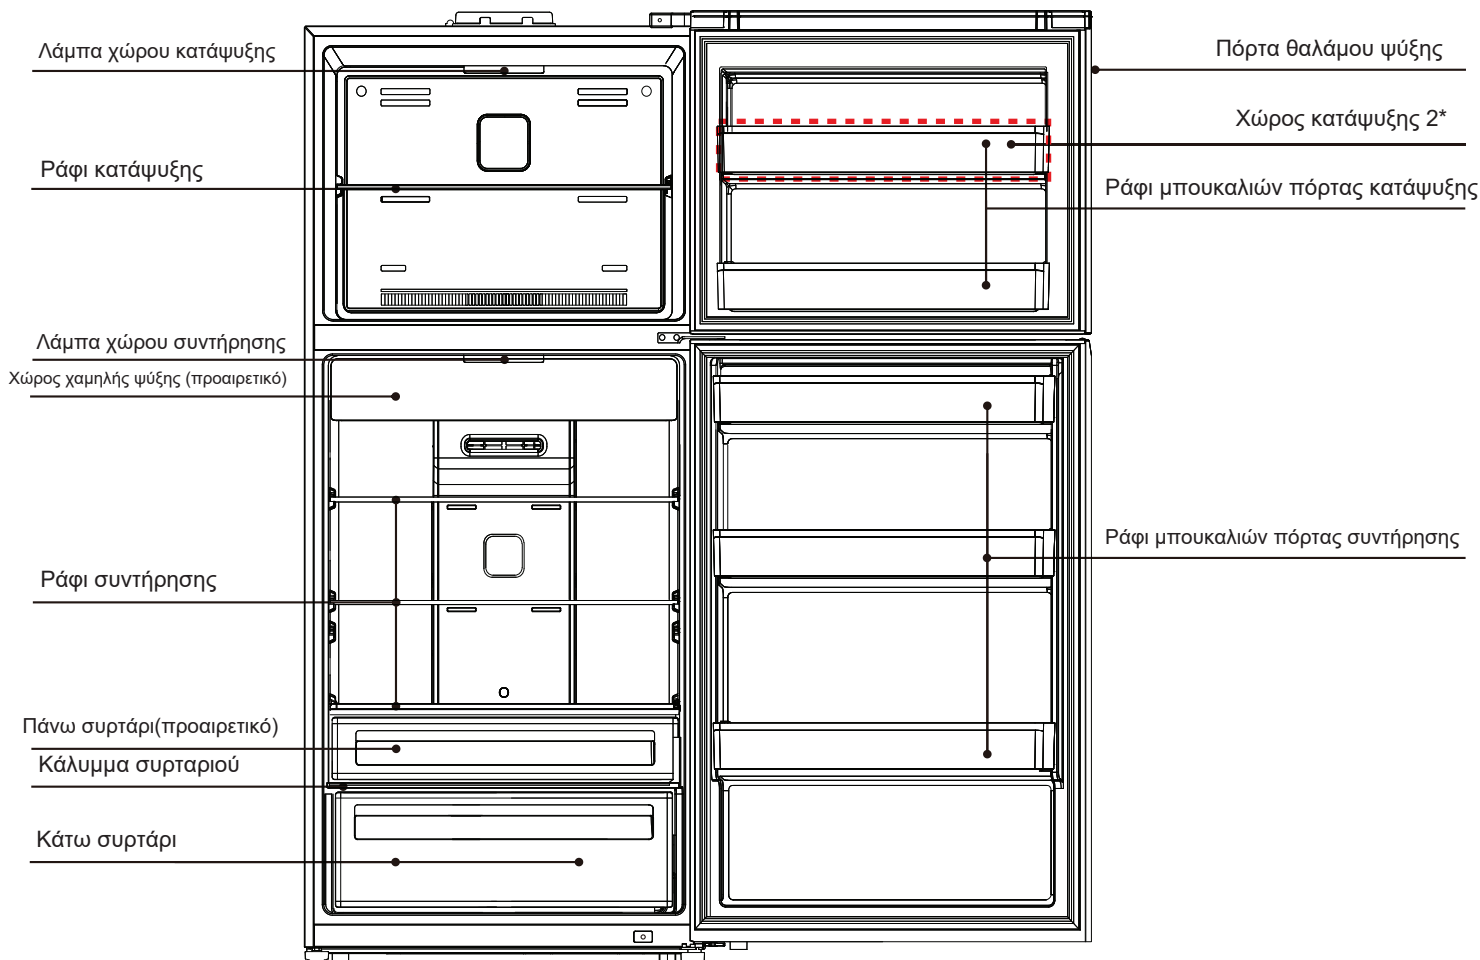 Λάμπα χώρου κατάψυξης
Ράφι κατάψυξης
Λάμπα χώρου συντήρησης
Χώρος χαμηλής ψύξης (προαιρετικό)
Ράφι συντήρησης
Πάνω συρτάρι(προαιρετικό)
Κάλυμμα συρταριού
Κάτω συρτάρι
Πόρτα θαλάμου ψύξης
Χώρος κατάψυξης 2*
Ράφι μπουκαλιών πόρτας κατάψυξης
Ράφι μπουκαλιών πόρτας συντήρησης